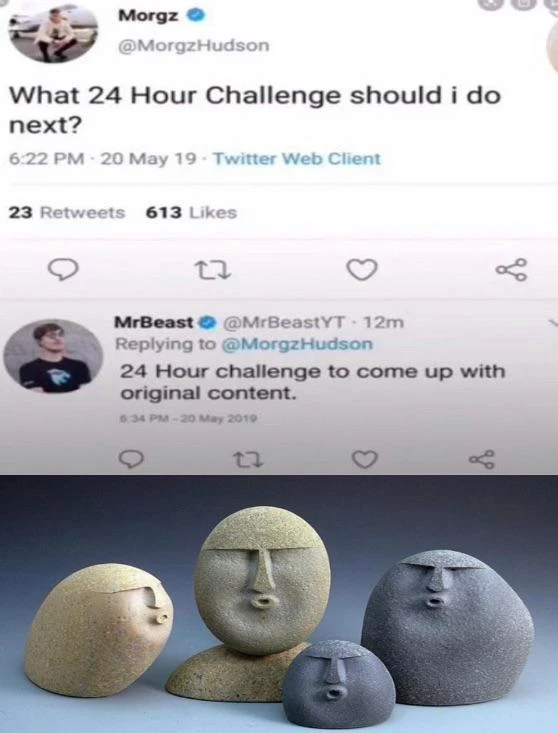 Morgz
@MorgzHudson
What 24 Hour Challenge should i do
next?
6:22 PM · 20 May 19 · Twitter Web Client
23 Retweets 613 Likes
MrBeast @MrBeastYT · 12m
Replying to @MorgzHudson
24 Hour challenge to come up with
original content.
6:34 PM - 20 May 2019